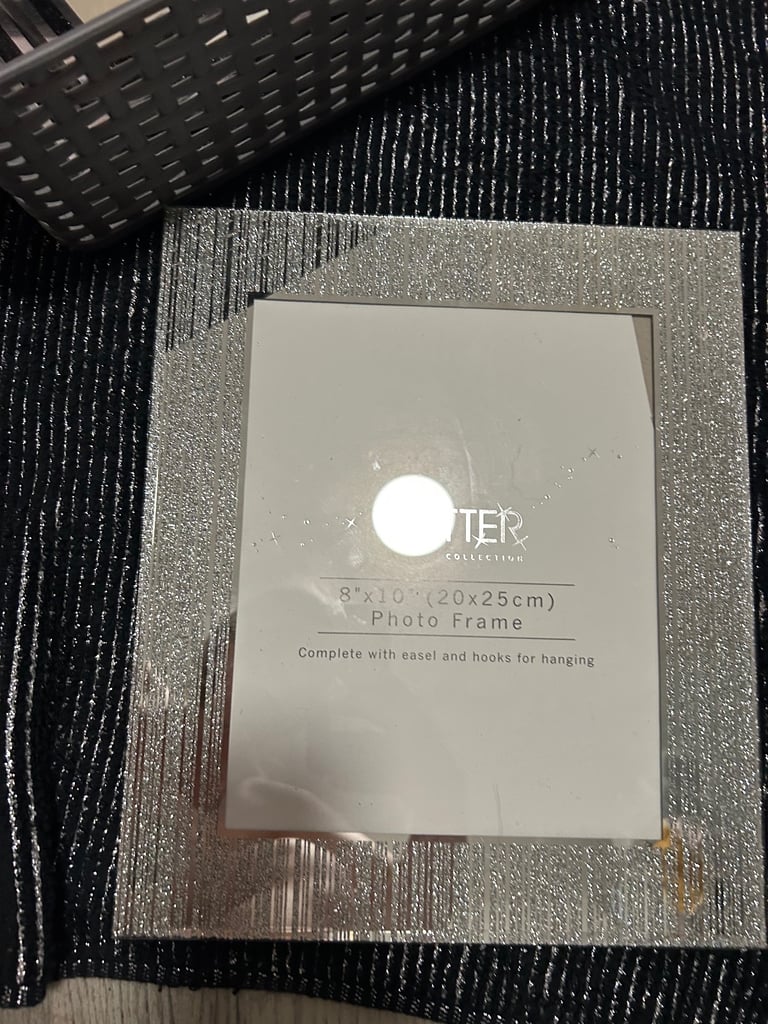 TTER
COLLECTION
8"x10" (20x25cm)
Photo Frame
Complete with easel and hooks for hanging